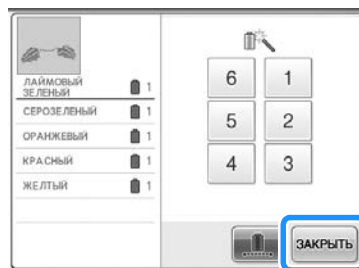 ЛАЙМОВЫЙ
ЗЕЛЕНЫЙ
1
СЕРОЗЕЛЕНЫЙ
1
ОРАНЖЕВЫЙ
1
КРАСНЫЙ
1
ЖЕЛТЫЙ
1
6 1
5 2
4 3
ЗАКРЫТЬ